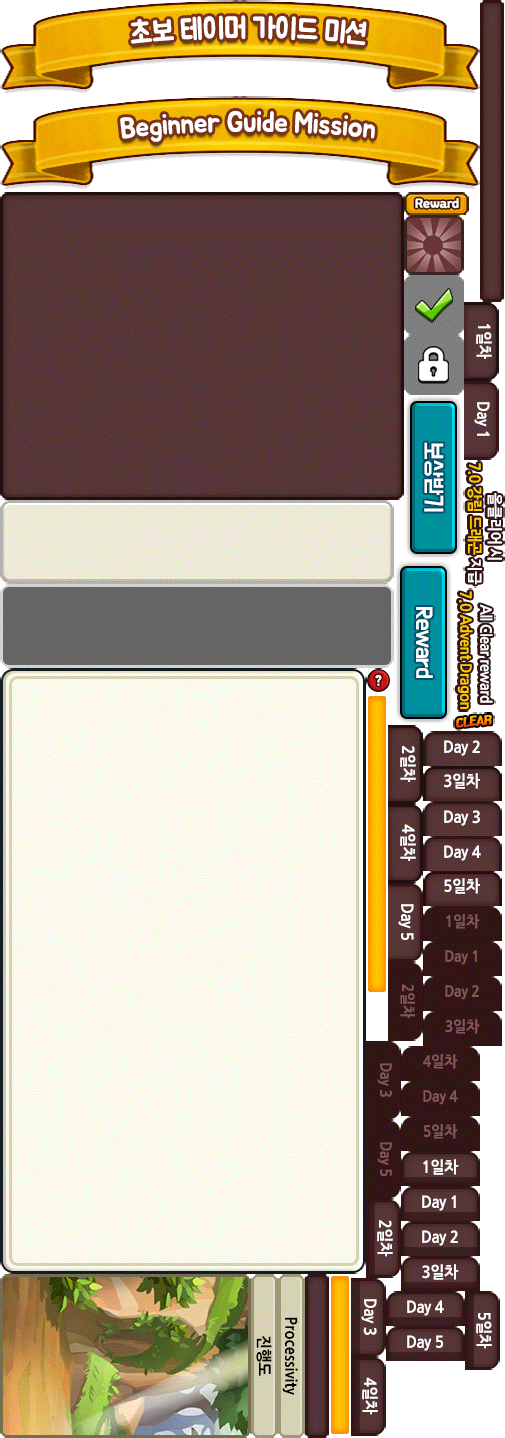 초보 테이머 가이드 미션
Beginner Guide Mission
Reward
1일차
Day 1
보상받기
올클리어 시
7.0 강림 드래곤 지급
Reward
All clear reward
7.0 Advent Dragon
?
CLEAR
2일차
Day 2
3일차
Day 3
4일차
Day 4
5일차
Day 5
1일차
Day 1
2일차
Day 2
3일차
4일차
Day 3
Day 4
5일차
Day 5
1일차
Day 1
2일차
Day 2
3일차
Day 3
Day 4
5일차
Day 5
4일차
Processivity
진행도